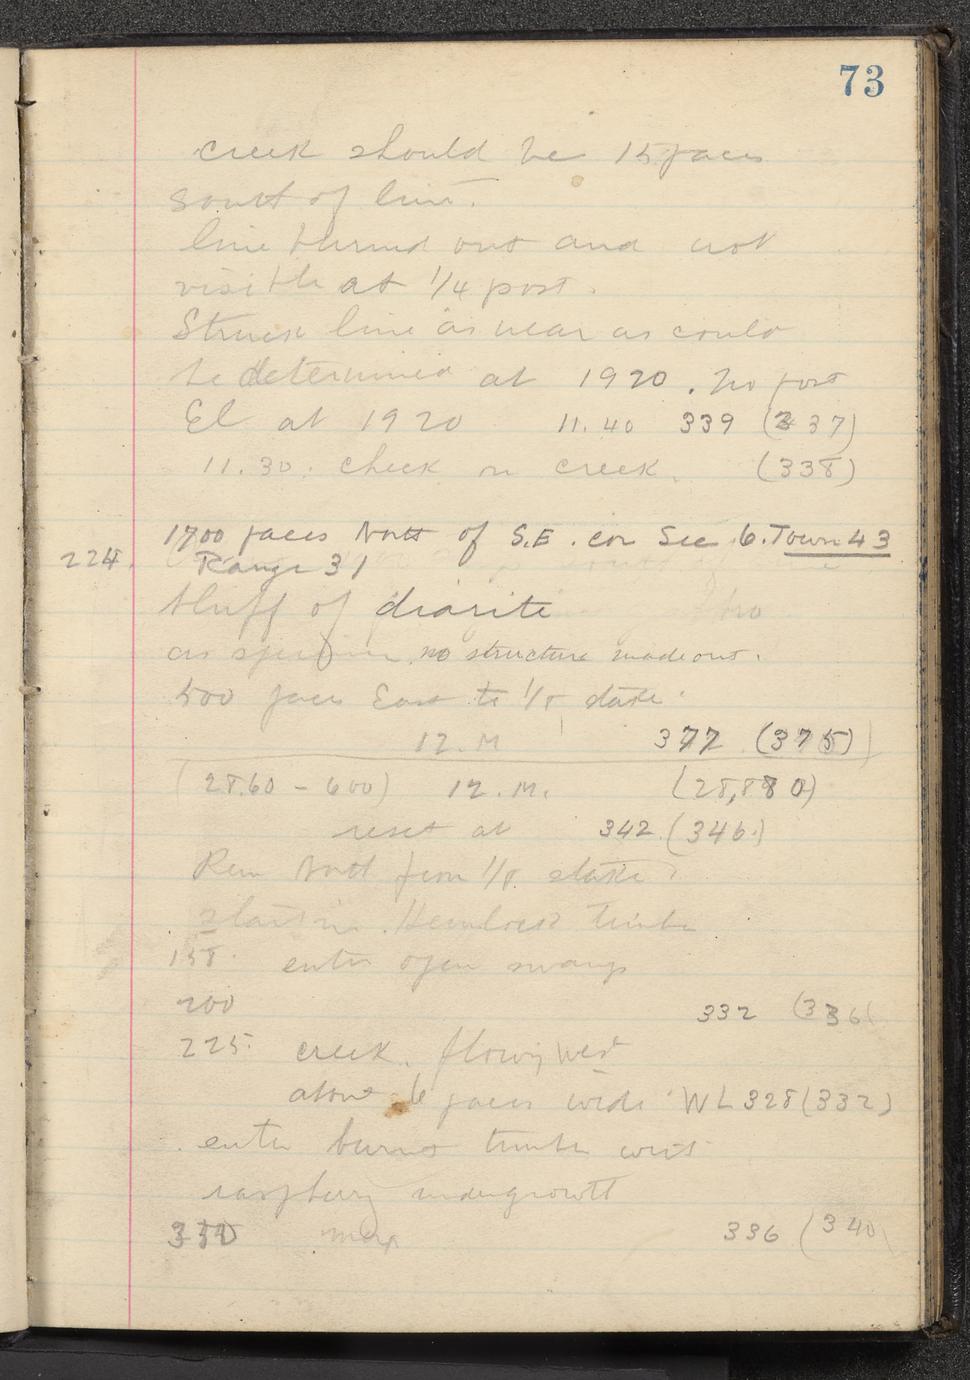 73
creek should be 15 paces
south of line.
line burned out and not
visible at 1/4 post.
Struck line as near as could
be determined at 1920. No post
El at 1920 11.40 339 (337)
11.30. check on creek. (338)
1700 paces North of S.E. cor Sec 6. Town 43
224. Range 31
bluff of diorite
as specimen no structure made out.
500 paces East to 1/8 stake.
12. M 377 (375)
(28.60 - 600) 12. M. (28,880)
reset at 342. (346.)
Run North from 1/8 stake
start in Hemlock timber
158. enter open swamp
200 332 (336)
225. creek. flowing West
about 6 paces wide WL 328 (332)
enter burnt timber with
raspberry undergrowth
350 336 (340)